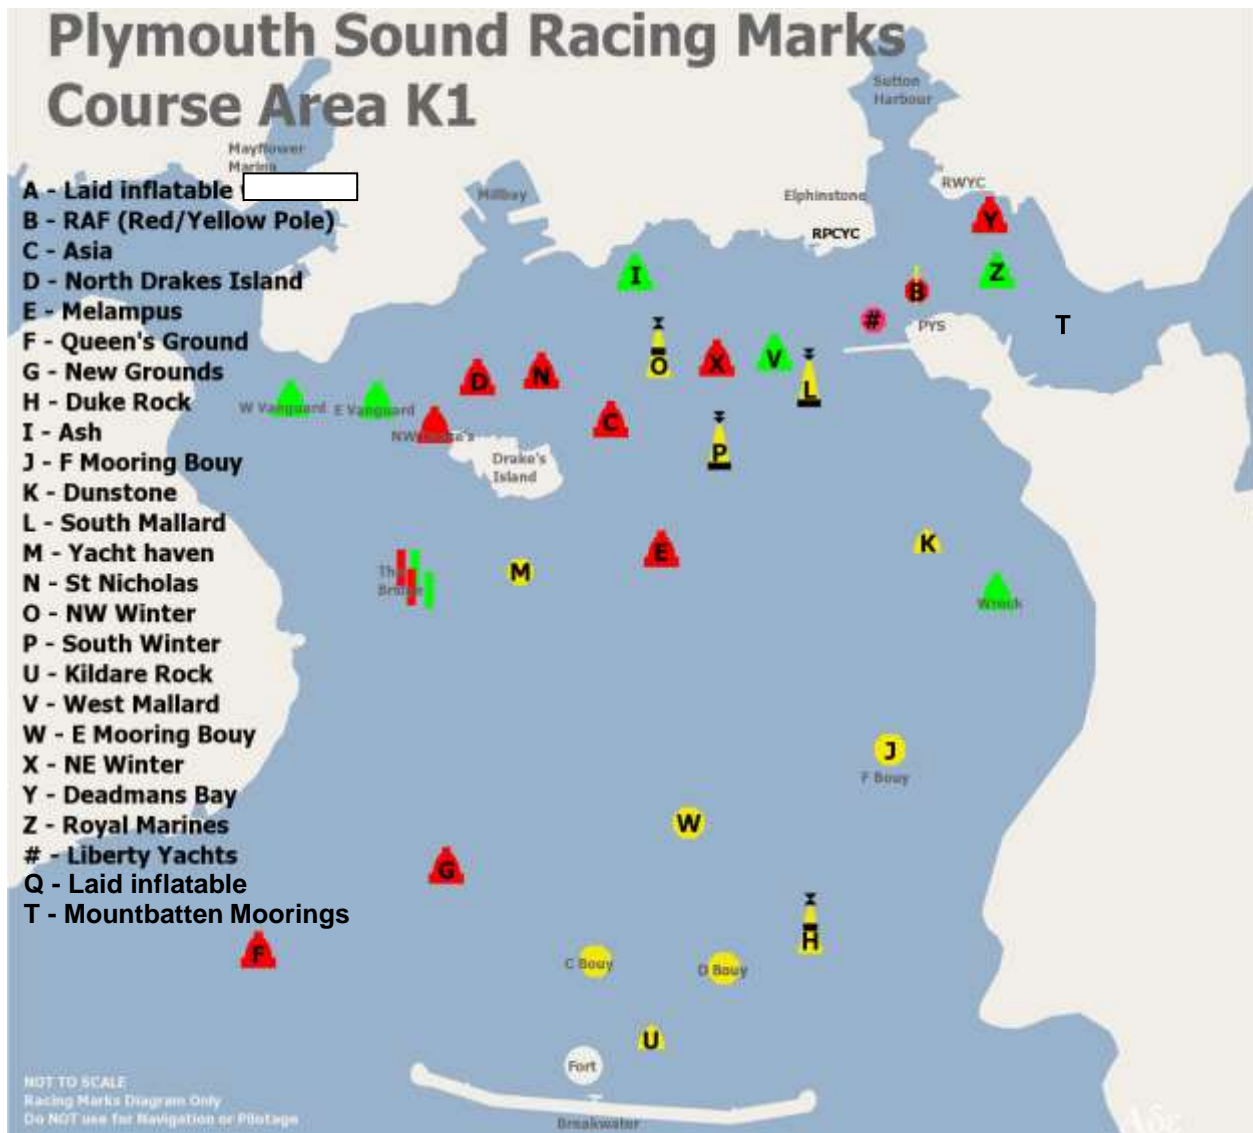 Plymouth Sound Racing Marks
Course Area K1
Sutton
Harbour
Mayflower
Marina
A - Laid inflatable
B - RAF (Red/Yellow Pole)
C - Asia
D - North Drakes Island
E - Melampus
F - Queen's Ground
G - New Grounds
H - Duke Rock
I - Ash
J - F Mooring Bouy
K - Dunstone
L - South Mallard
M - Yacht haven
N - St Nicholas
O - NW Winter
P - South Winter
U - Kildare Rock
V - West Mallard
W - E Mooring Bouy
X - NE Winter
Y - Deadmans Bay
Z - Royal Marines
# - Liberty Yachts
Q - Laid inflatable
T - Mountbatten Moorings
Millbay
Elphinstone
RPCYC
RWYC
Y
I
Z
B
#
PYS
T
O
X
V
L
D
N
W Vanguard
E Vanguard
C
P
Drake's
Island
E
K
M
Wreck
J
F Bouy
W
G
H
F
C Bouy
D Bouy
U
Fort
Breakwater
NOT TO SCALE
Racing Marks Diagram Only
Do NOT use for Navigation or Pilotage